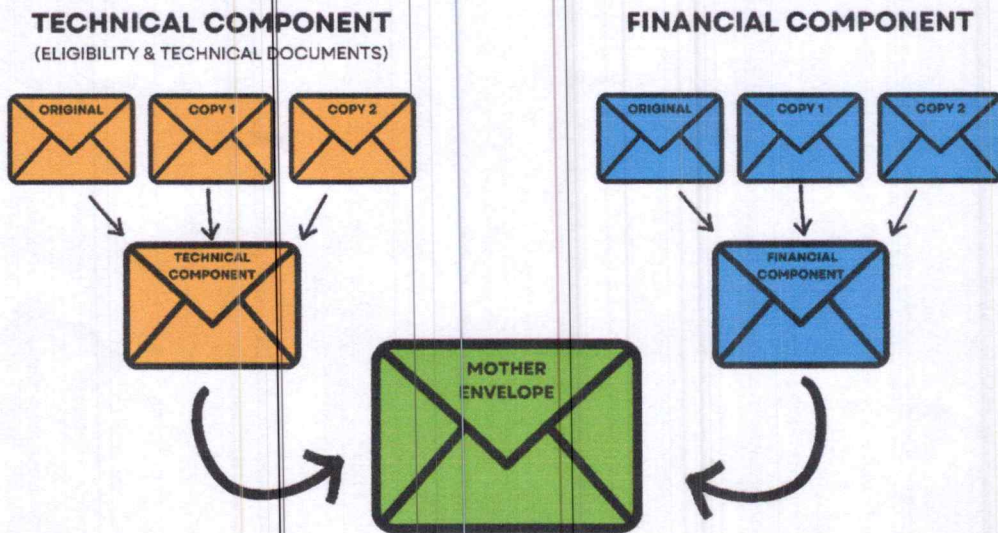 TECHNICAL COMPONENT
(ELIGIBILITY & TECHNICAL DOCUMENTS)
ORIGINAL
COPY 1
COPY 2
TECHNICAL
COMPONENT
FINANCIAL COMPONENT
ORIGINAL
COPY 1
COPY 2
FINANCIAL
COMPONENT
MOTHER
ENVELOPE